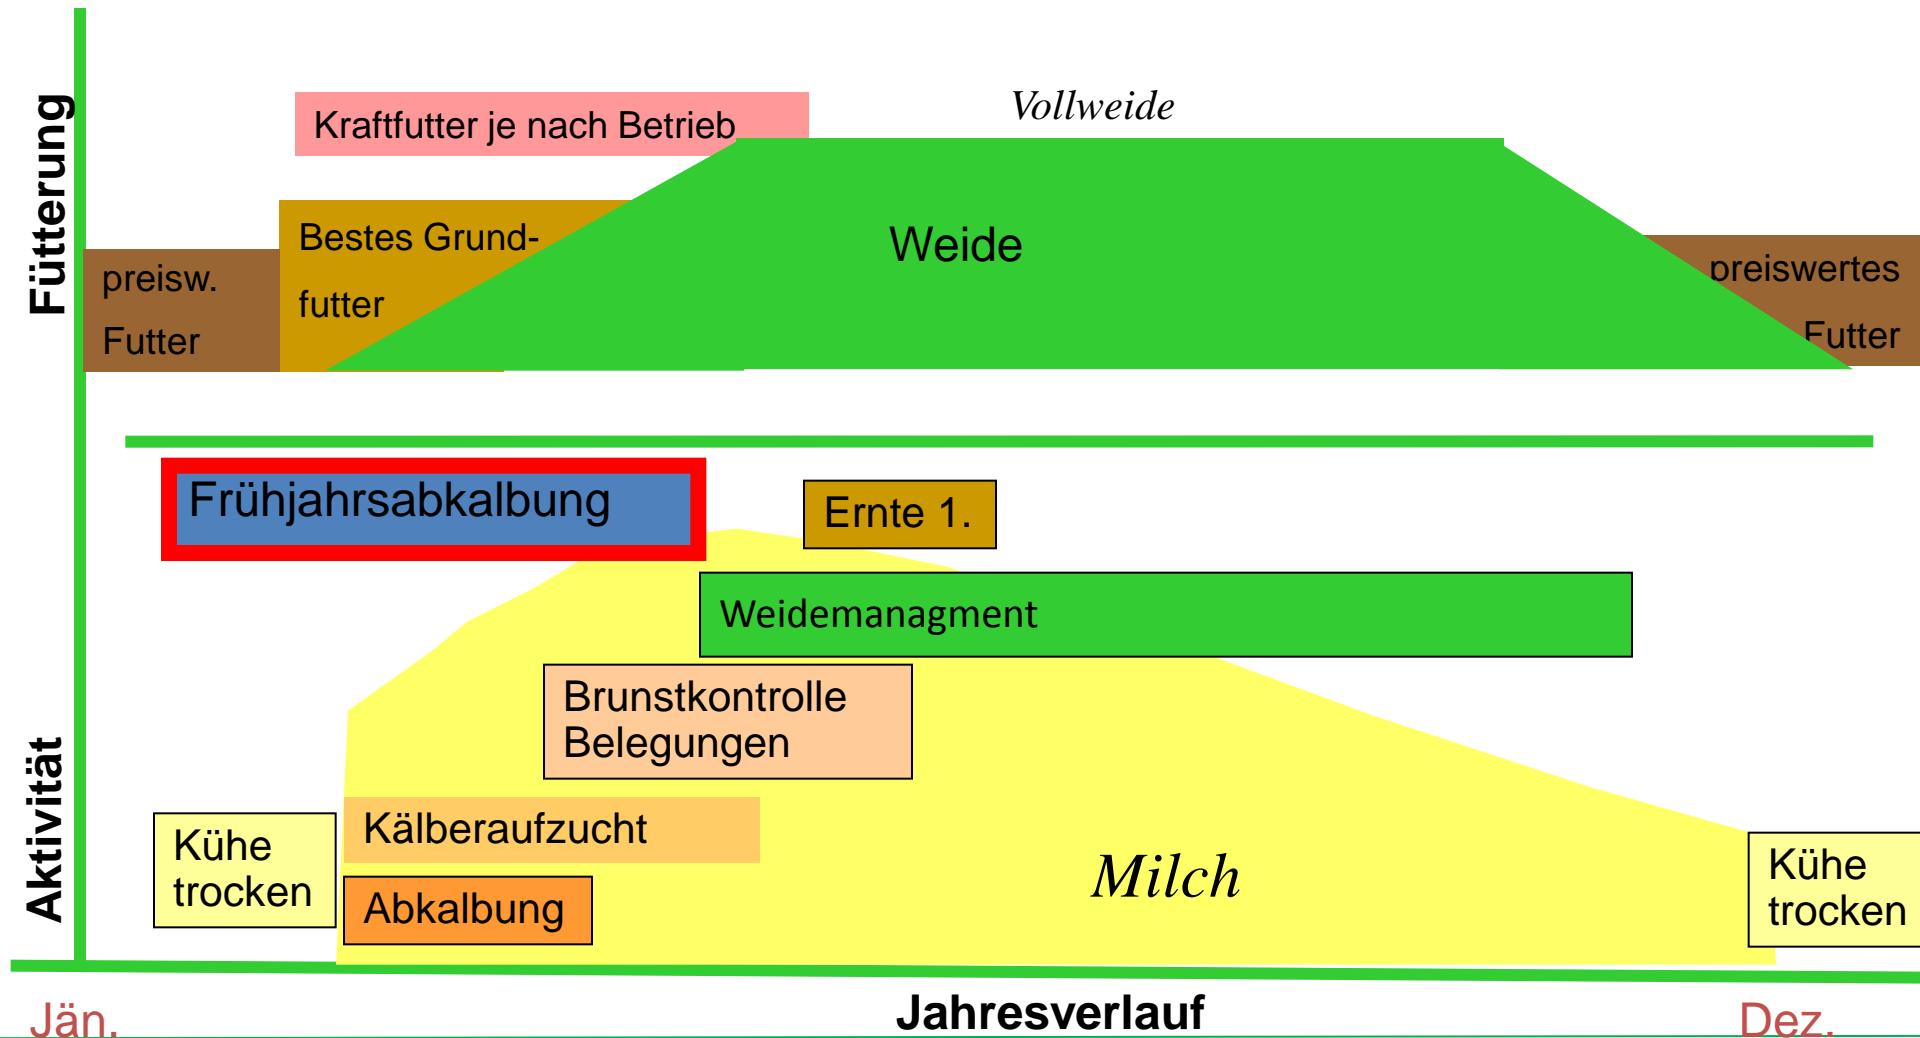 Fütterung
Kraftfutter je nach Betrieb
Vollweide
Bestes Grund-
futter
preisw.
Futter
Weide
preiswertes
Futter
Aktivität
Frühjahrsabkalbung
Ernte 1.
Weidemanagment
Brunstkontrolle
Belegungen
Kälberaufzucht
Kühe
trocken
Abkalbung
Milch
Kühe
trocken
Jän.
Jahresverlauf
Dez.